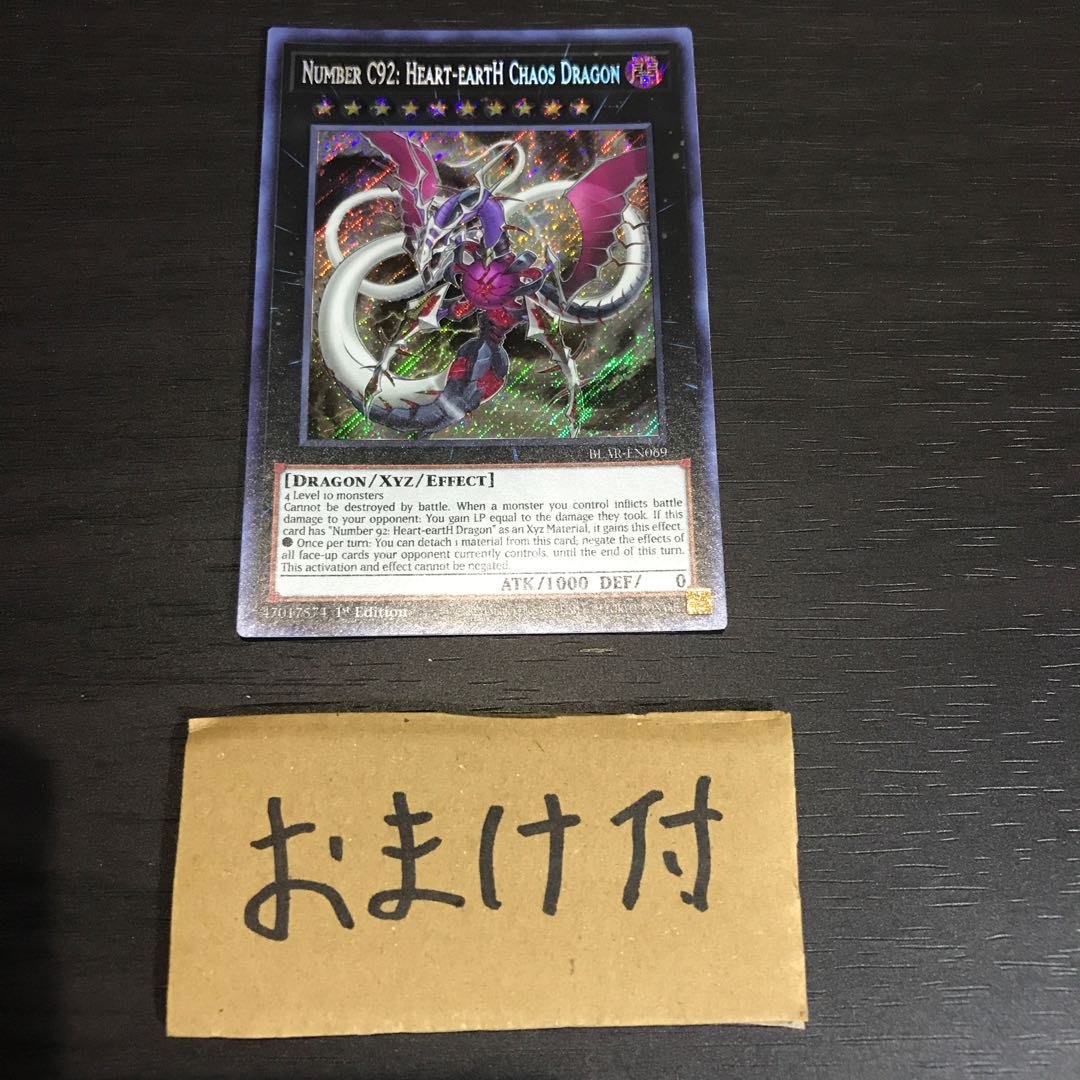 NUMBER C92: HEART-EARTH CHAOS DRAGON 闇
BLAR-EN069
[DRAGON/XYZ/EFFECT]
4 Level 10 monsters
Cannot be destroyed by battle. When a monster you control inflicts battle
damage to your opponent: You gain LP equal to the damage they took. If this
card has "Number 92: Heart-eartH Dragon" as an Xyz Material, it gains this effect.
● Once per turn: You can detach 1 material from this card; negate the effects of
all face-up cards your opponent currently controls, until the end of this turn.
This activation and effect cannot be negated.
ATK/1000 DEF/ 0
47017574 1st Edition
おまけ付